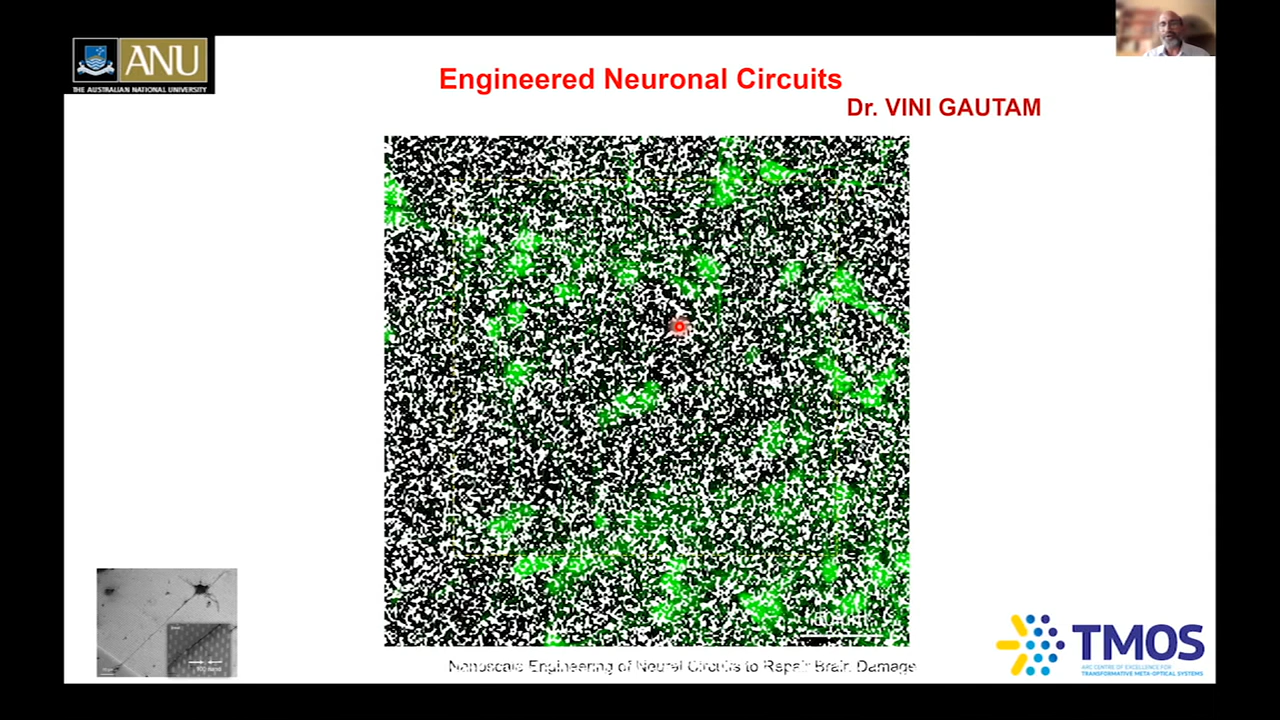 ANU
THE AUSTRALIAN NATIONAL UNIVERSITY
Engineered Neuronal Circuits
Dr. VINI GAUTAM
Nanoscale Engineering of Neural Circuits to Repair Brain Damage
TMOS
ARC CENTRE OF EXCELLENCE FOR
TRANSFORMATIVE META-OPTICAL SYSTEMS